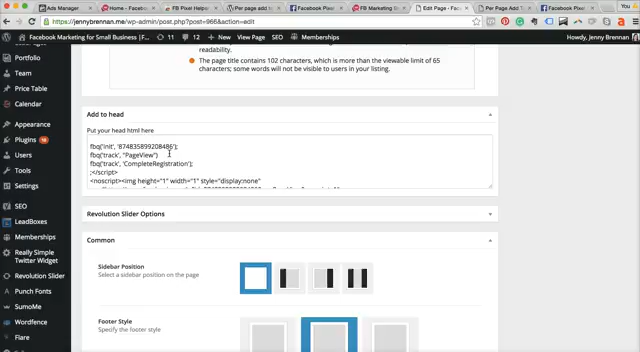 Ads Manager
Home - Facebook
FB Pixel Helper
Per page add to
Facebook Pixel
FB Marketing S
Edit Page ‹ Fac
Per Page Add T
Facebook Pixel
You
https://jennybrennan.me/wp-admin/post.php?post=966&action=edit
Facebook Marketing for Small Business | F...
11
12
New
SEO
Memberships
Howdy, Jenny Brennan
Portfolio
Team
Price Table
Calendar
Appearance
Plugins
Users
Tools
Settings
SEO
LeadBoxes
Memberships
Really Simple
Twitter Widget
Revolution Slider
Punch Fonts
SumoMe
Wordfence
Flare
readability.
The page title contains 102 characters, which is more than the viewable limit of 65
characters; some words will not be visible to users in your listing.
Add to head
Put your head html here
fbq('init', '874835899208486');
fbq('track', "PageView")
fbq('track', 'CompleteRegistration');
;</script>
<noscript><img height="1" width="1" style="display:none"
Revolution Slider Options
Common
Sidebar Position
Select a sidebar position on the page
Footer Style
Specify the footer style